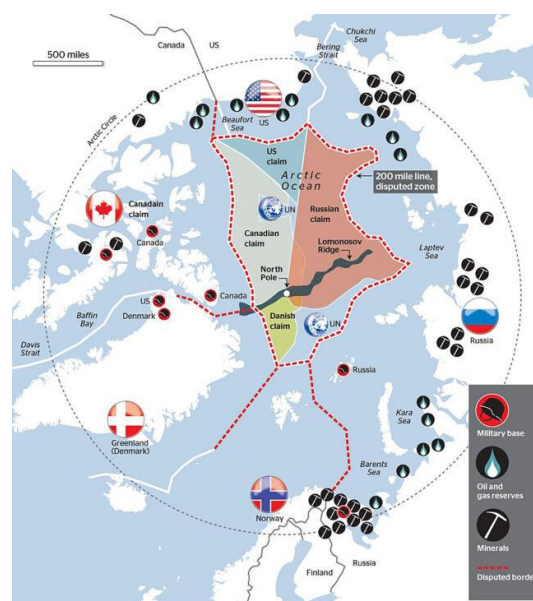 Chukchi
Sea
Canada
US
500 miles
Bering
Strait
Arctic Circle
Beaufort
Sea
US
US
claim
Arctic
Ocean
200 mile line,
disputed zone
Canadain
claim
UN
Russian
claim
Canadian
claim
Canada
Lomonosov
Ridge
Laptev
Sea
Canada
North
Pole
US
Canada
Baffin
Bay
Denmark
Danish
claim
UN
Russia
Davis
Strait
Russia
Greenland
(Denmark)
Kara
Sea
Military base
Barents
Sea
Oil and
gas reserves
Norway
Minerals
Finland
Russia
Disputed borde